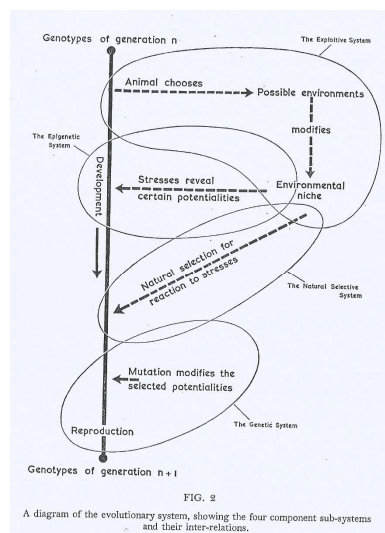 Genotypes of generation n
The Exploitive System
Animal chooses
Possible environments
modifies
The Epigenetic
System
Development
Stresses reveal
certain potentialities
Environmental
niche
Natural selection for
reaction to stresses
The Natural Selective
System
Mutation modifies the
selected potentialities
The Genetic System
Reproduction
Genotypes of generation n+1
FIG. 2
A diagram of the evolutionary system, showing the four component sub-systems
and their inter-relations.